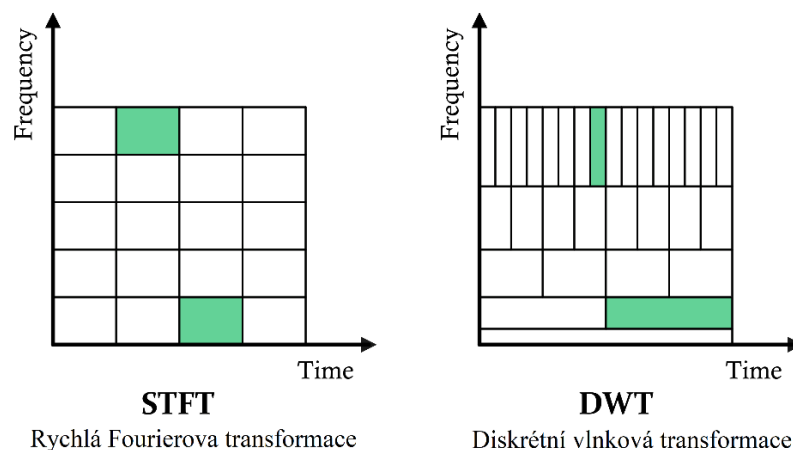 Frequency
Time
STFT
Rychlá Fourierova transformace
Frequency
Time
DWT
Diskrétní vlnková transformace